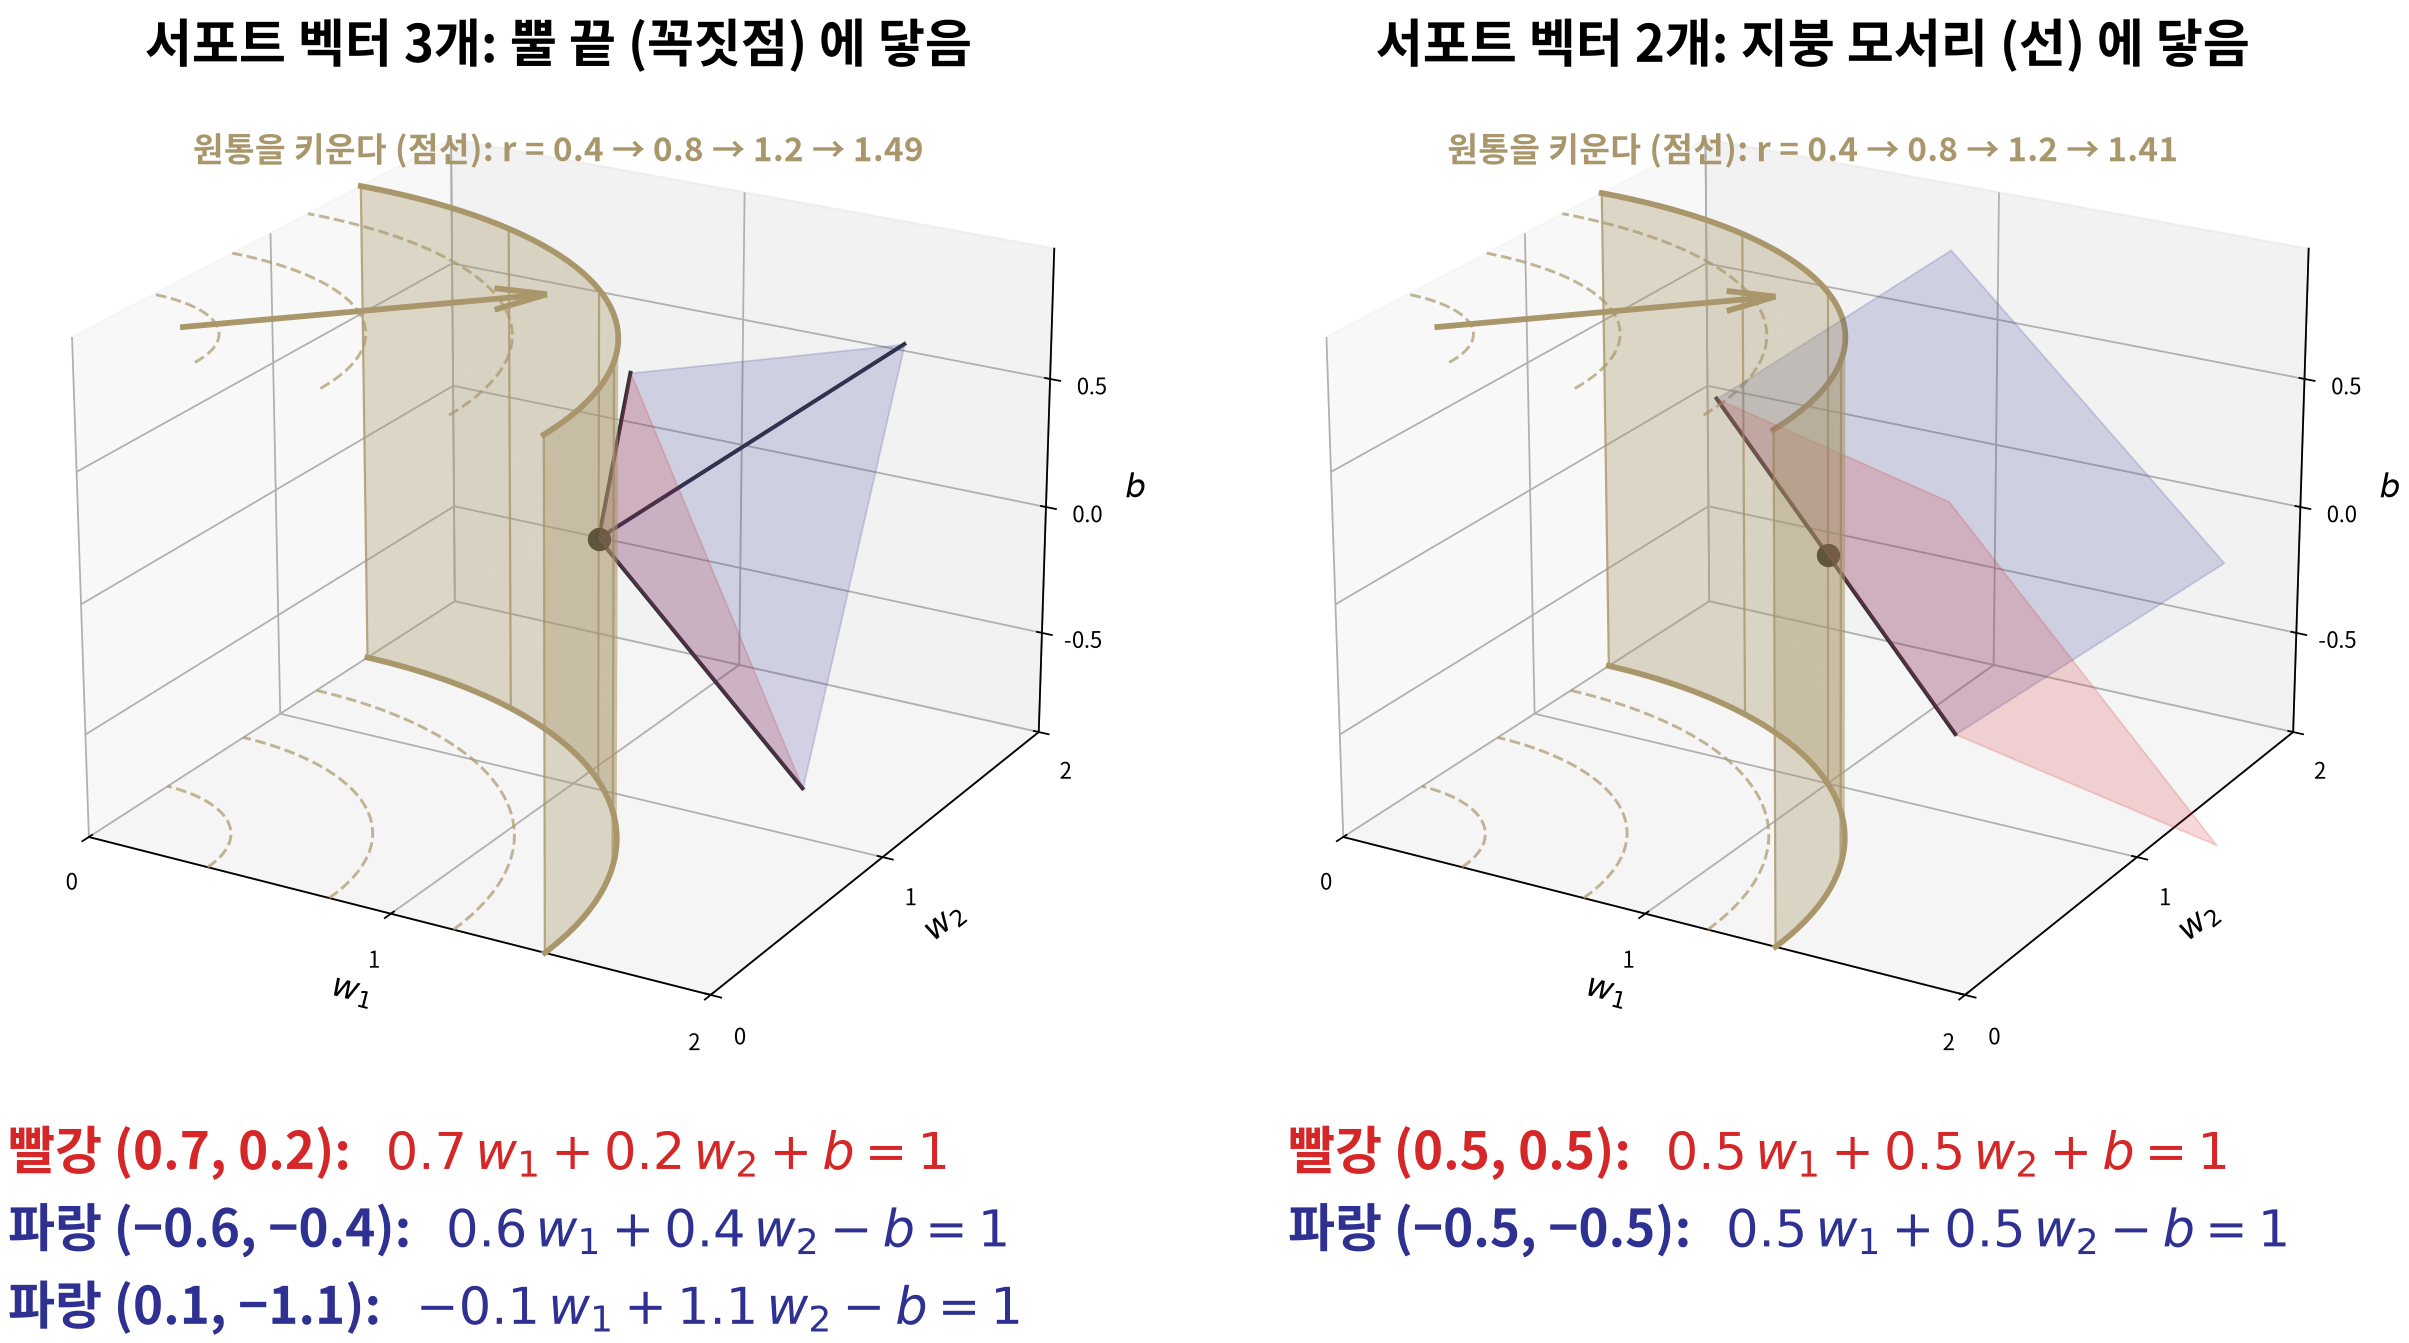 서포트 벡터 3개: 뿔 끝 (꼭짓점) 에 닿음
원통을 키운다 (점선): r = 0.4 → 0.8 → 1.2 → 1.49
0.5
0.0
-0.5
b
2
1
0
w₂
0
1
2
w₁
빨강 (0.7, 0.2): 0.7 w₁ + 0.2 w₂ + b = 1
파랑 (−0.6, −0.4): 0.6 w₁ + 0.4 w₂ − b = 1
파랑 (0.1, −1.1): −0.1 w₁ + 1.1 w₂ − b = 1
서포트 벡터 2개: 지붕 모서리 (선) 에 닿음
원통을 키운다 (점선): r = 0.4 → 0.8 → 1.2 → 1.41
0.5
0.0
-0.5
b
2
1
0
w₂
0
1
2
w₁
빨강 (0.5, 0.5): 0.5 w₁ + 0.5 w₂ + b = 1
파랑 (−0.5, −0.5): 0.5 w₁ + 0.5 w₂ − b = 1